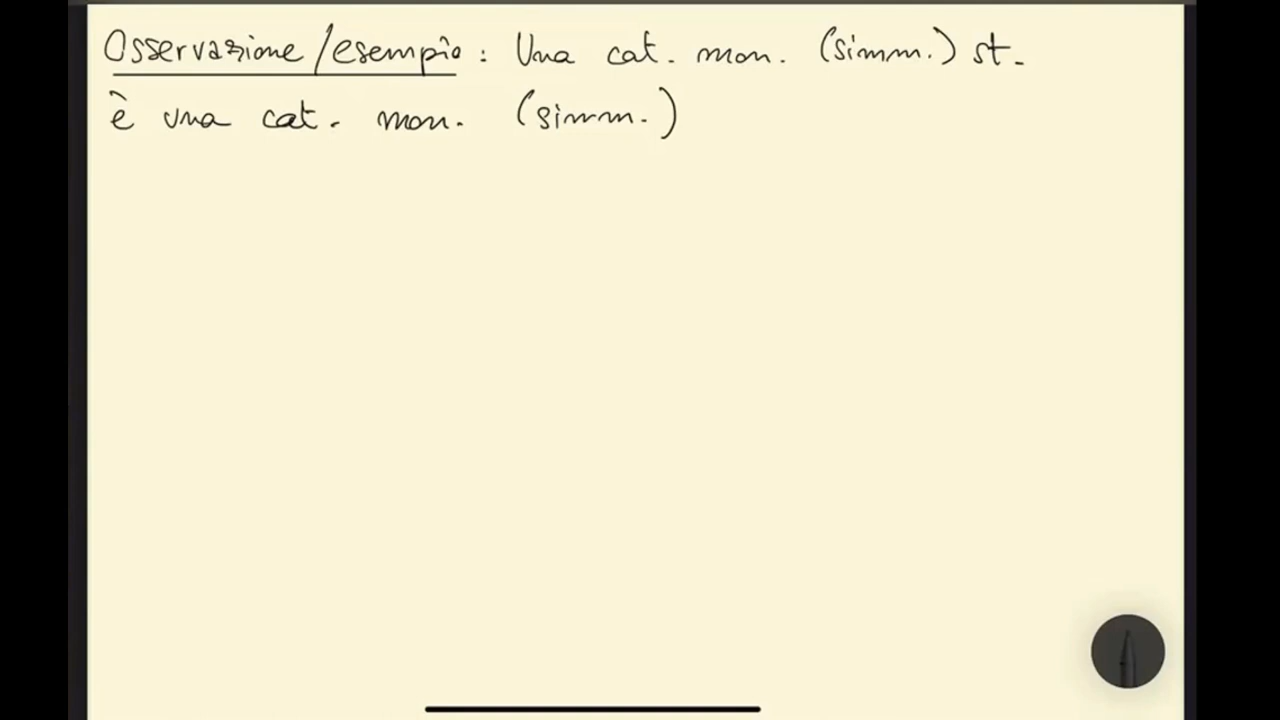 Osservazione/esempio: Una cat. mon. (simm.) st.
è una cat. mon. (simm.)